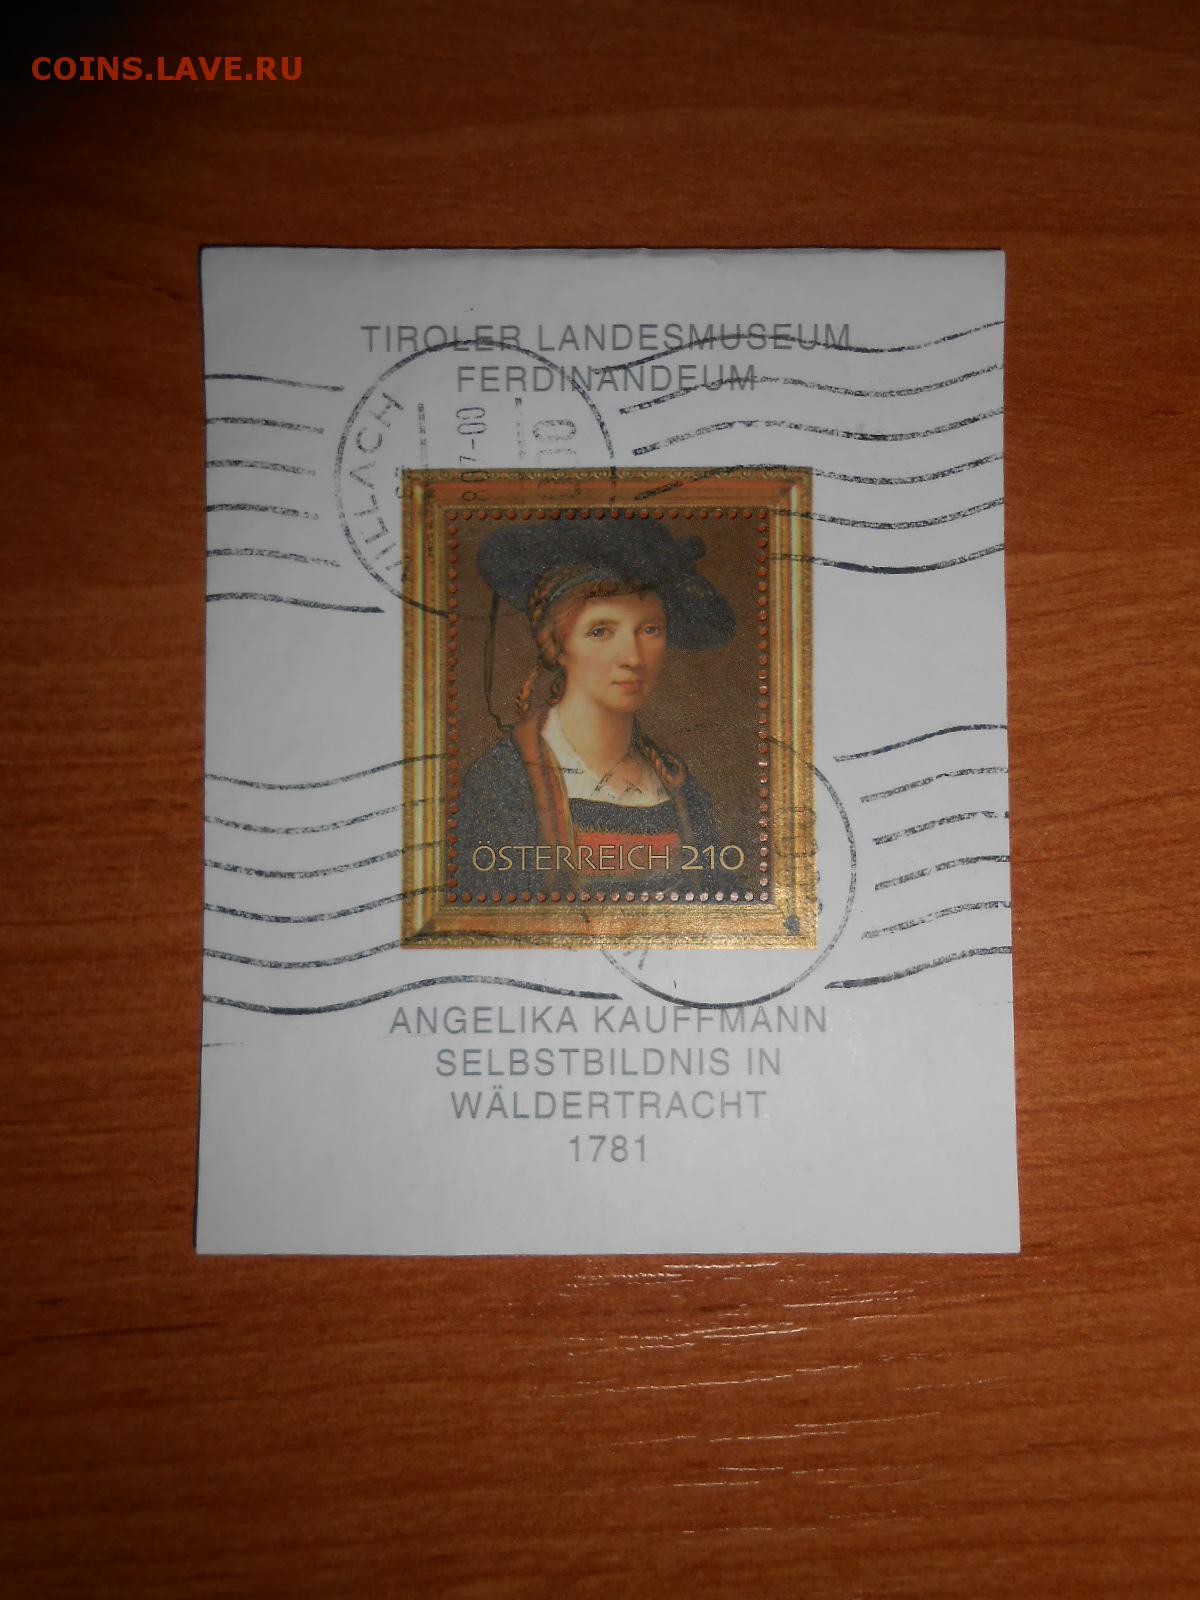 COINS.LAVE.RU
TIROLER LANDESMUSEUM
FERDINANDEUM
ÖSTERREICH 210
ANGELIKA KAUFFMANN
SELBSTBILDNIS IN
WÄLDERTRACHT
1781